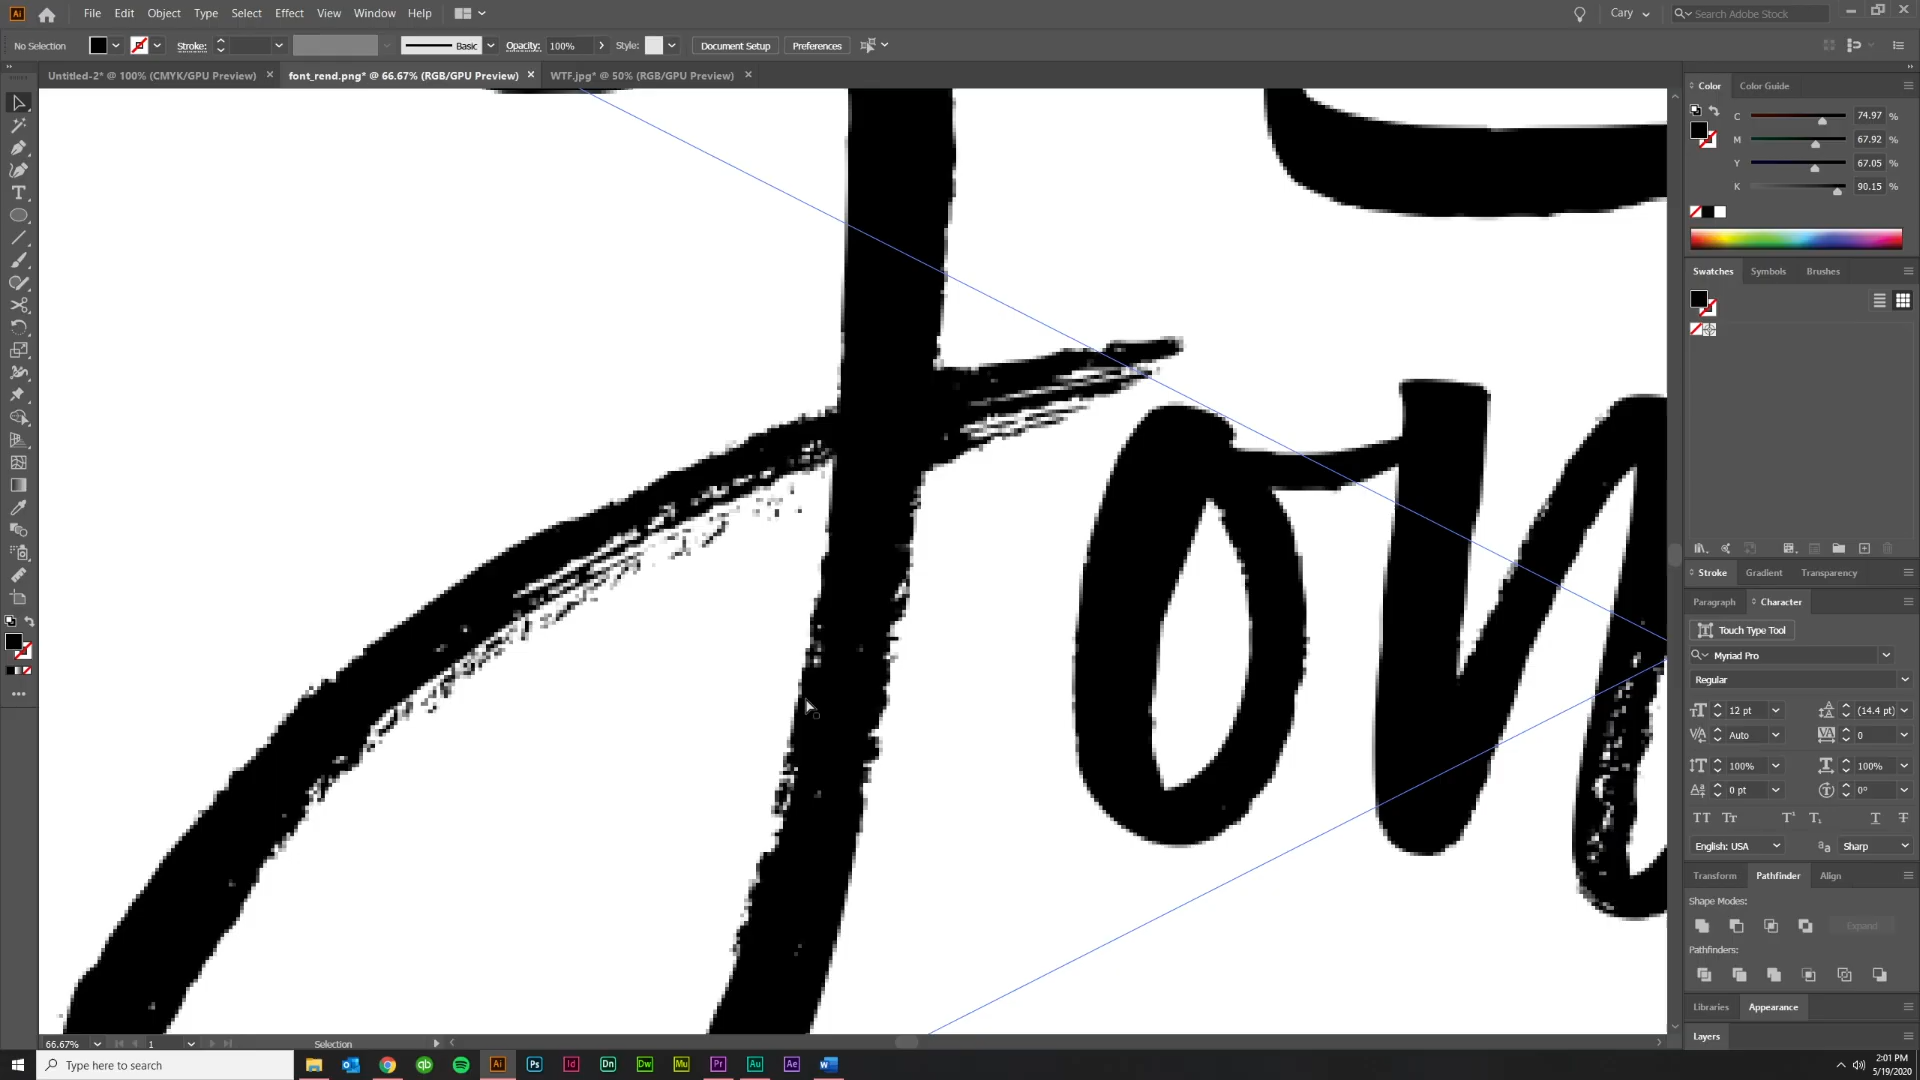 File Edit Object Type Select Effect View Window Help
Cary
Search Adobe Stock
No Selection
Stroke:
Basic
Opacity: 100%
Style:
Document Setup
Preferences
Untitled-2* @ 100% (CMYK/GPU Preview)
font_rend.png* @ 66.67% (RGB/GPU Preview)
WTF.jpg* @ 50% (RGB/GPU Preview)
Color
Color Guide
C 74.97 %
M 67.92 %
Y 67.05 %
K 90.15 %
Swatches
Symbols
Brushes
Stroke
Gradient
Transparency
Paragraph
Character
Touch Type Tool
Myriad Pro
Regular
12 pt
(14.4 pt)
Auto
0
100%
100%
0 pt
0°
English: USA
Sharp
Transform
Pathfinder
Align
Shape Modes:
Expand
Pathfinders:
Libraries
Appearance
Layers
66.67%
1
Selection
Type here to search
2:01 PM
5/19/2020